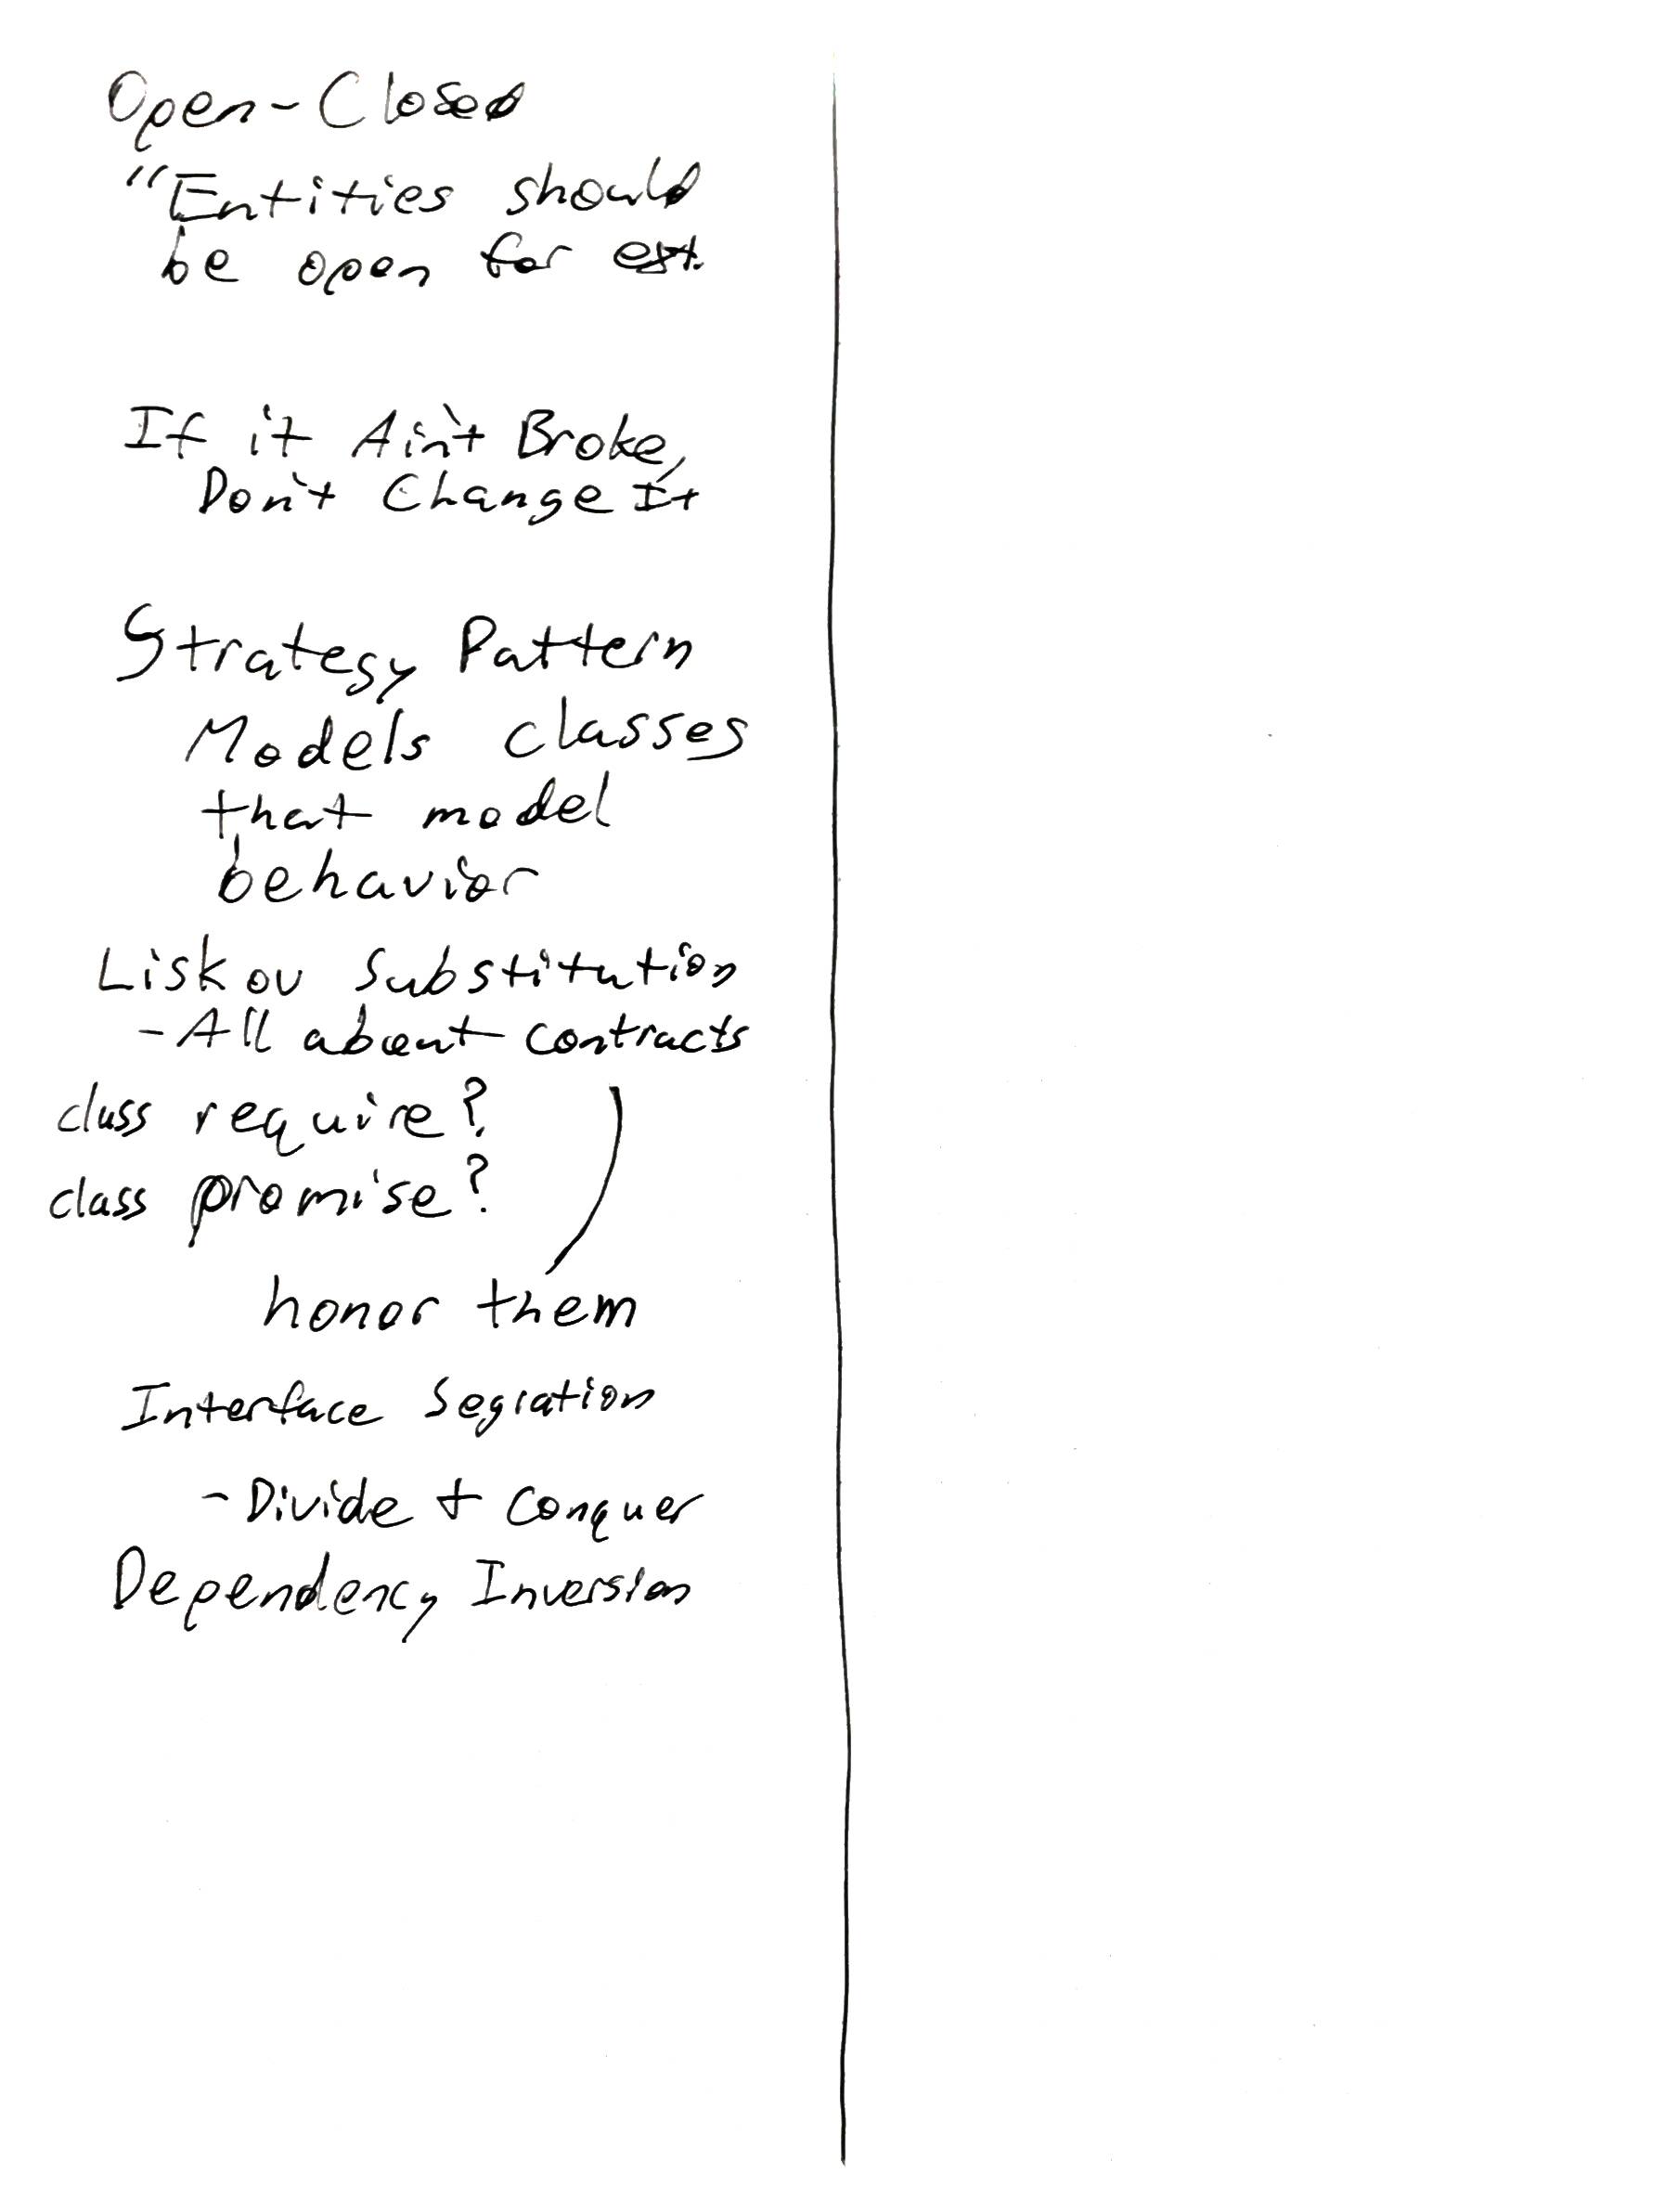 Open-Closed
"Entities should
be open for ext.
If it Ain't Broke,
Don't Change It
Strategy Pattern
Models classes
that model
behavior
Liskov Substitution
- All about contracts
class require?
class promise?
honor them
Interface Segration
- Divide + Conquer
Dependency Inversion